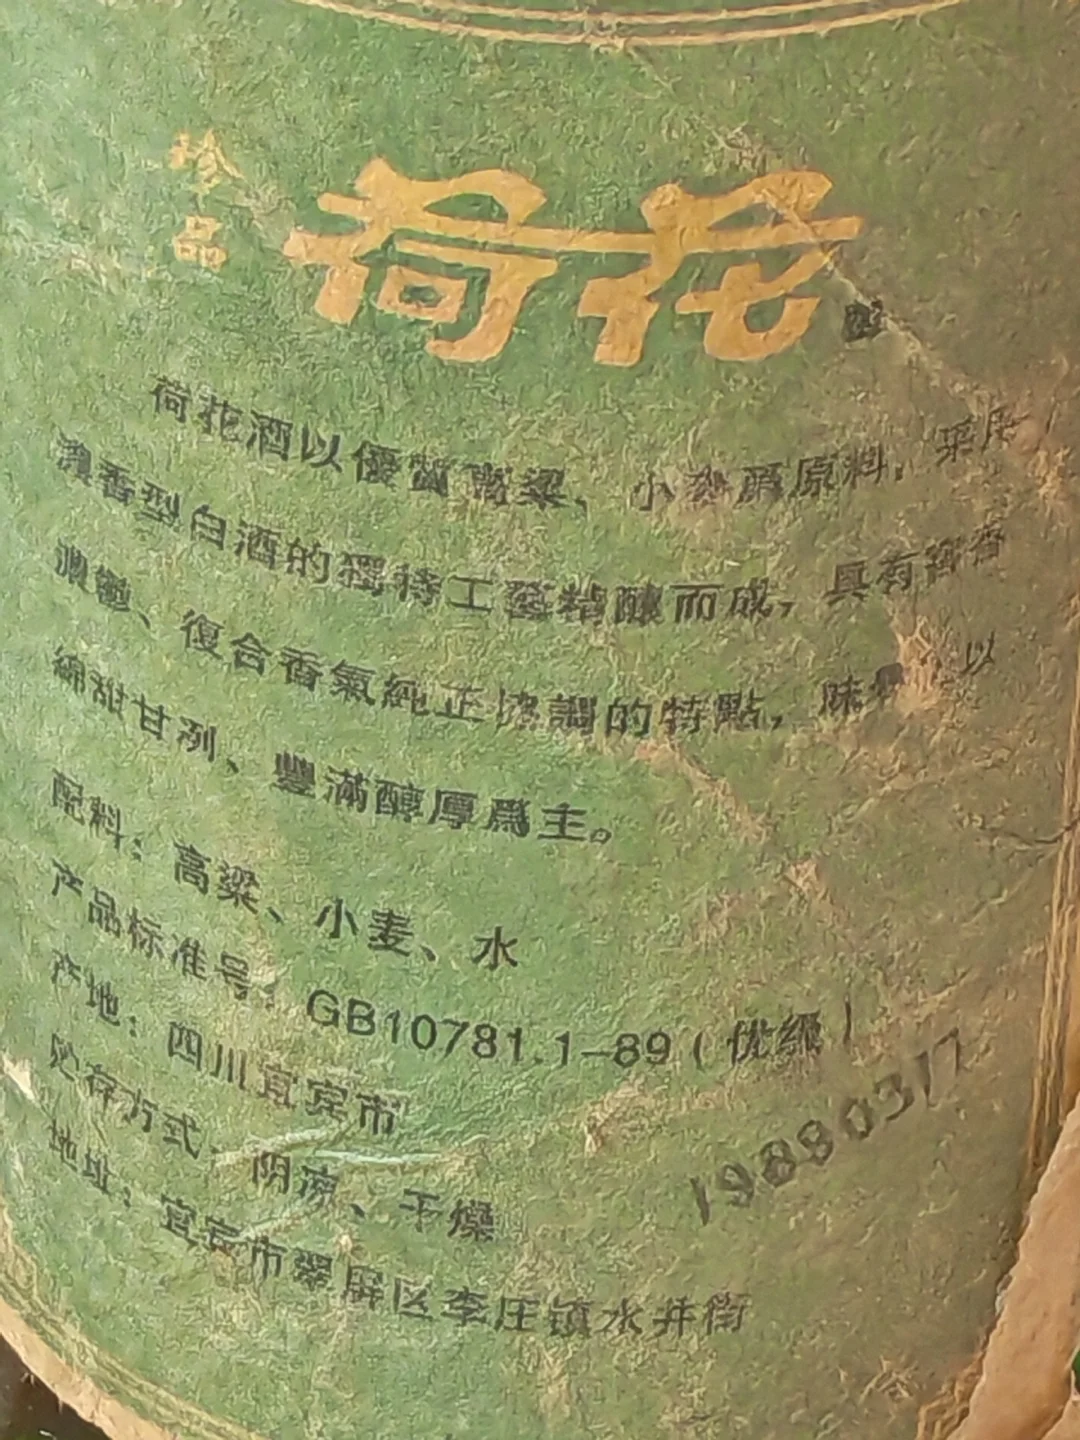 珍品
荷花
荷花酒以優質高粱、小麥爲原料，采用
濃香型白酒的獨特工藝精釀而成，具有窖香
濃鬱、復合香氣純正協調的特點，味 以
綿甜甘洌、豐滿醇厚爲主。
配料：高粱、小麦、水
产品标准号：GB10781.1-89(优级)
产地：四川宜宾市
贮存方式：阴凉、干燥
19880317
地址：宜宾市翠屏区李庄镇水井街